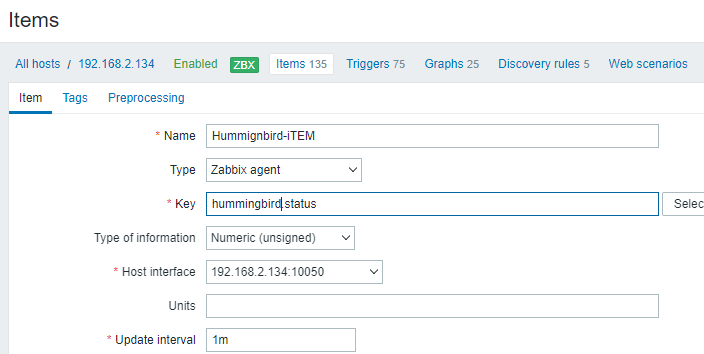 Items
All hosts / 192.168.2.134 Enabled ZBX Items 135 Triggers 75 Graphs 25 Discovery rules 5 Web scenarios
Item Tags Preprocessing
* Name Hummignbird-iTEM
Type Zabbix agent
* Key hummingbird.status Selec
Type of information Numeric (unsigned)
* Host interface 192.168.2.134:10050
Units
* Update interval 1m